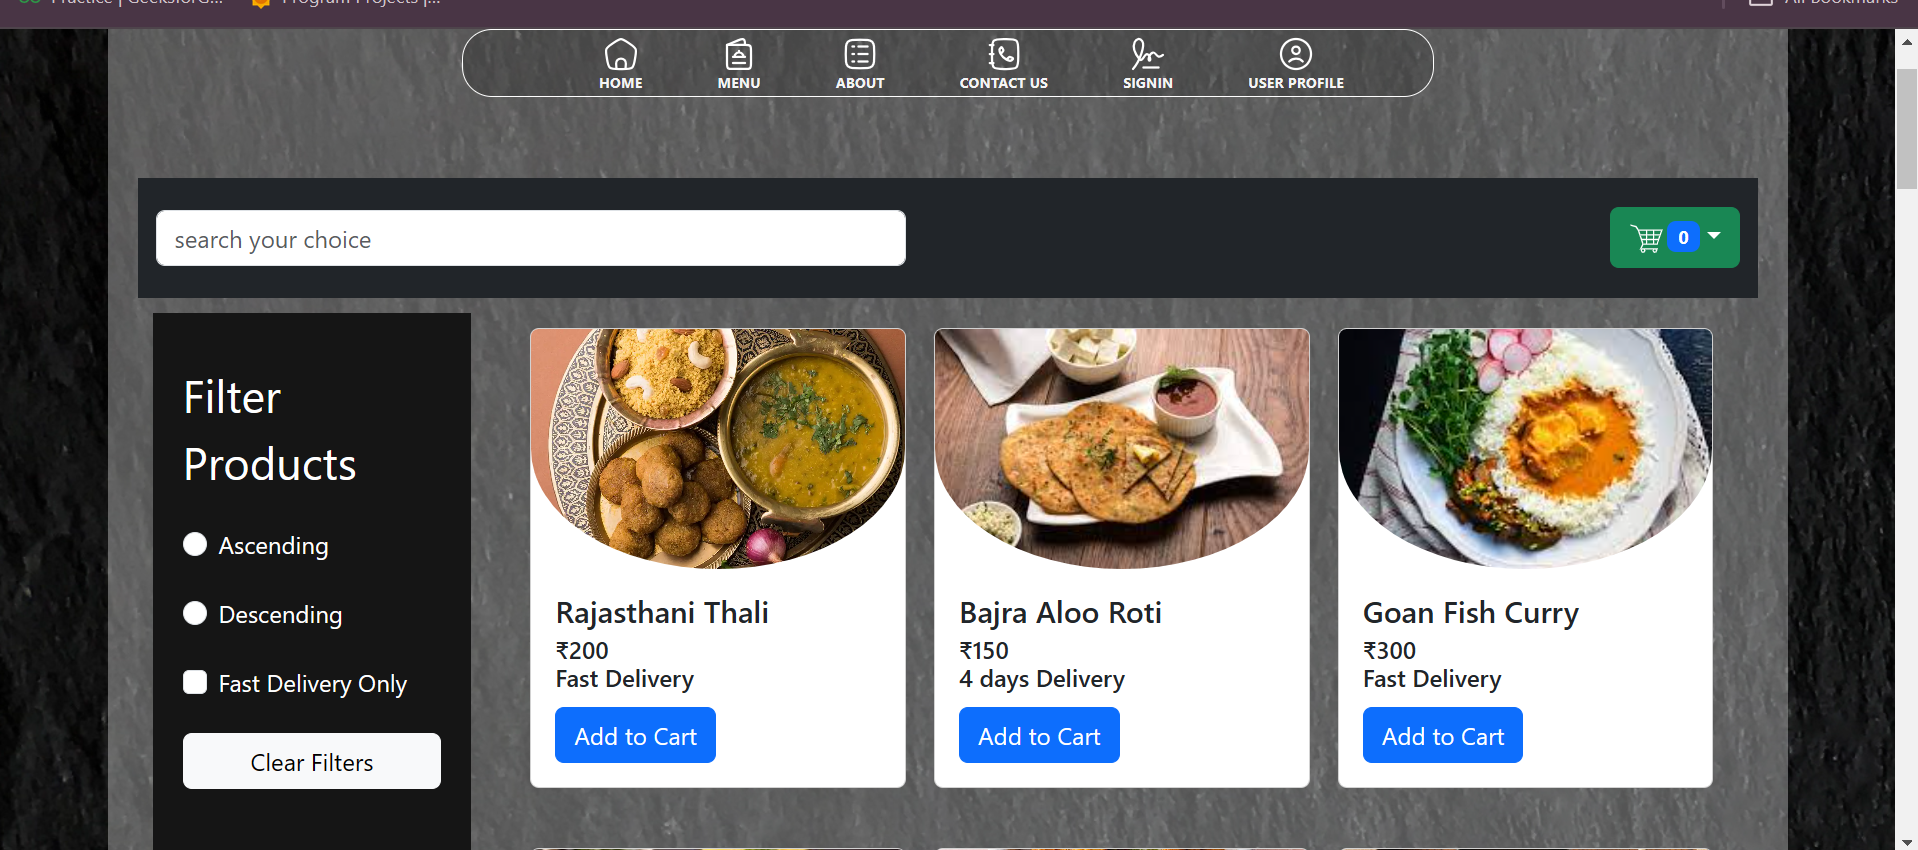 HOME MENU ABOUT CONTACT US SIGNIN USER PROFILE
search your choice
0
Filter
Products
Ascending
Descending
Fast Delivery Only
Clear Filters
Rajasthani Thali
₹200
Fast Delivery
Add to Cart
Bajra Aloo Roti
₹150
4 days Delivery
Add to Cart
Goan Fish Curry
₹300
Fast Delivery
Add to Cart